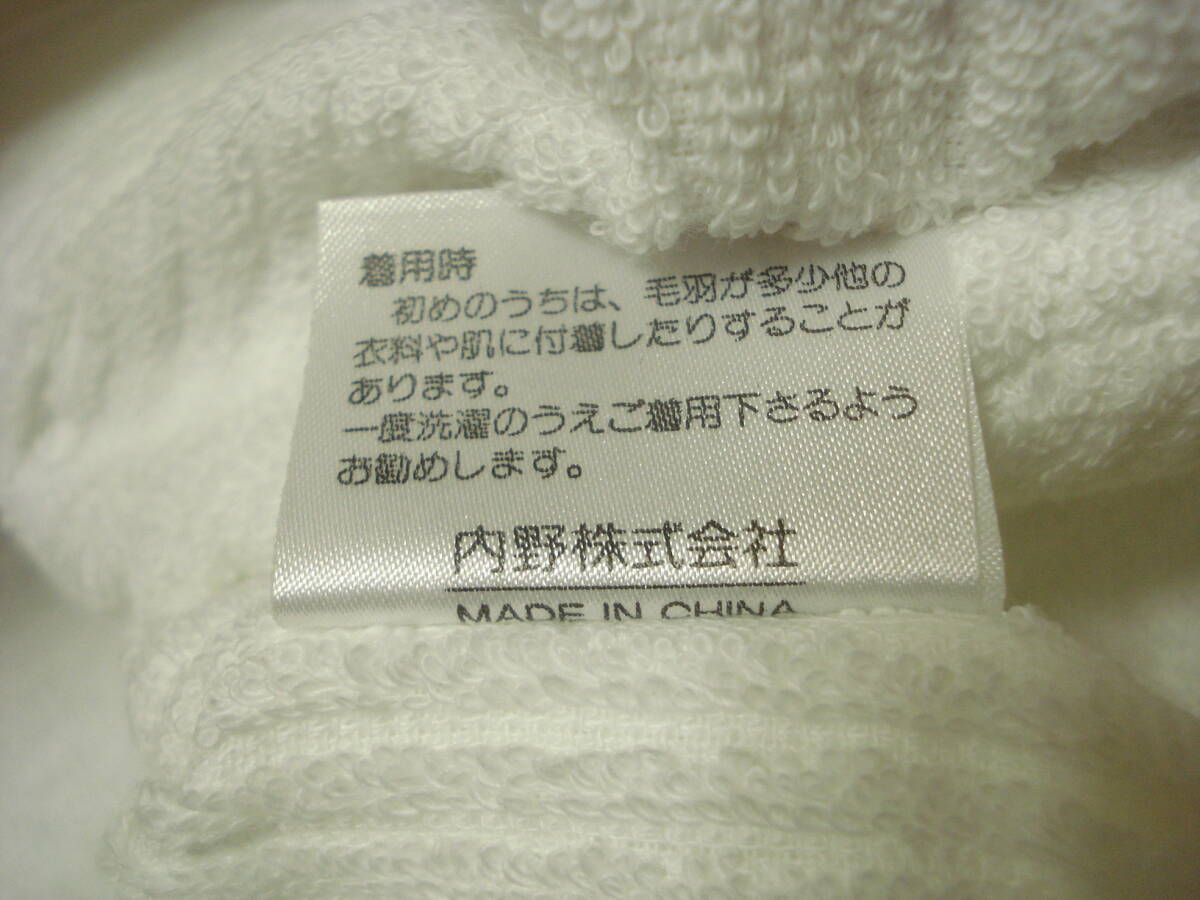 着用時
初めのうちは、毛羽が多少他の
衣料や肌に付着したりすることが
あります。
一度洗濯のうえご着用下さるよう
お勧めします。
内野株式会社
MADE IN CHINA